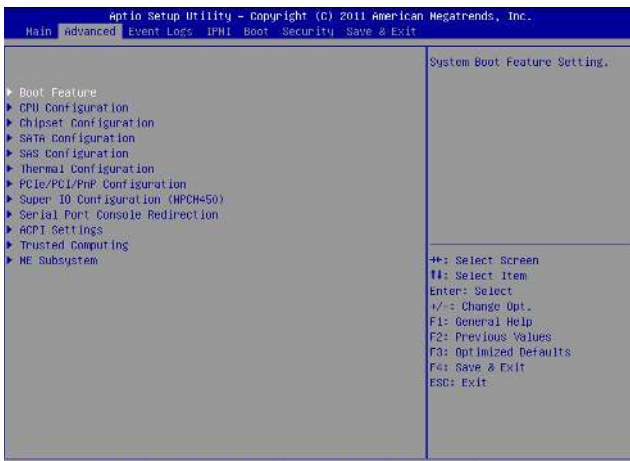 Aptio Setup Utility - Copyright (C) 2011 American Megatrends, Inc.
Main Advanced Event Logs IPMI Boot Security Save & Exit
System Boot Feature Setting.
▶ Boot Feature
▶ CPU Configuration
▶ Chipset Configuration
▶ SATA Configuration
▶ SAS Configuration
▶ Thermal Configuration
▶ PCIe/PCI/PnP Configuration
▶ Super IO Configuration (WPCM450)
▶ Serial Port Console Redirection
▶ ACPI Settings
▶ Trusted Computing
▶ ME Subsystem
→←: Select Screen
↑↓: Select Item
Enter: Select
+/-: Change Opt.
F1: General Help
F2: Previous Values
F3: Optimized Defaults
F4: Save & Exit
ESC: Exit